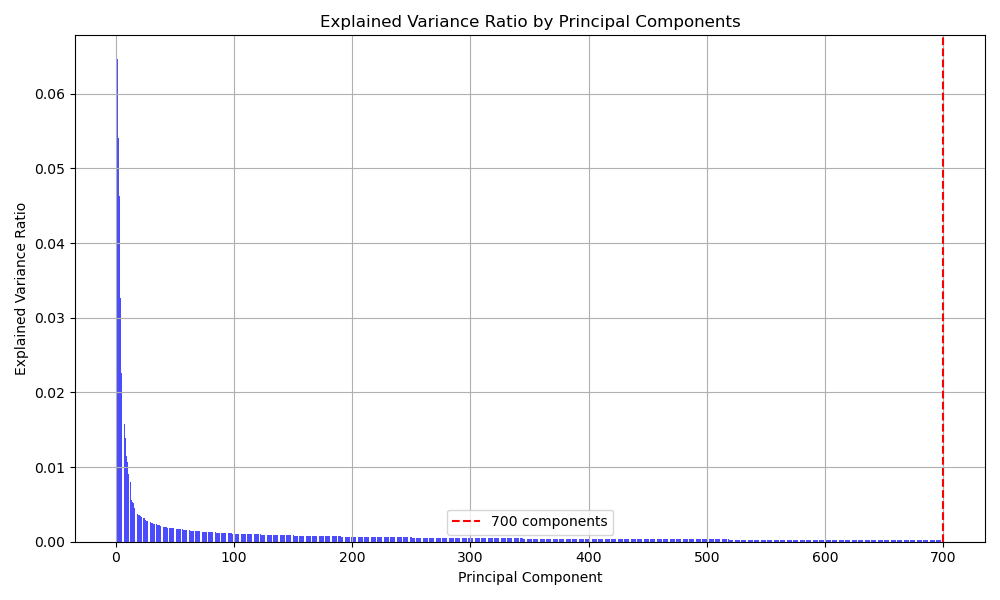 Explained Variance Ratio by Principal Components
Explained Variance Ratio
0.06
0.05
0.04
0.03
0.02
0.01
0.00
700 components
0 100 200 300 400 500 600 700
Principal Component